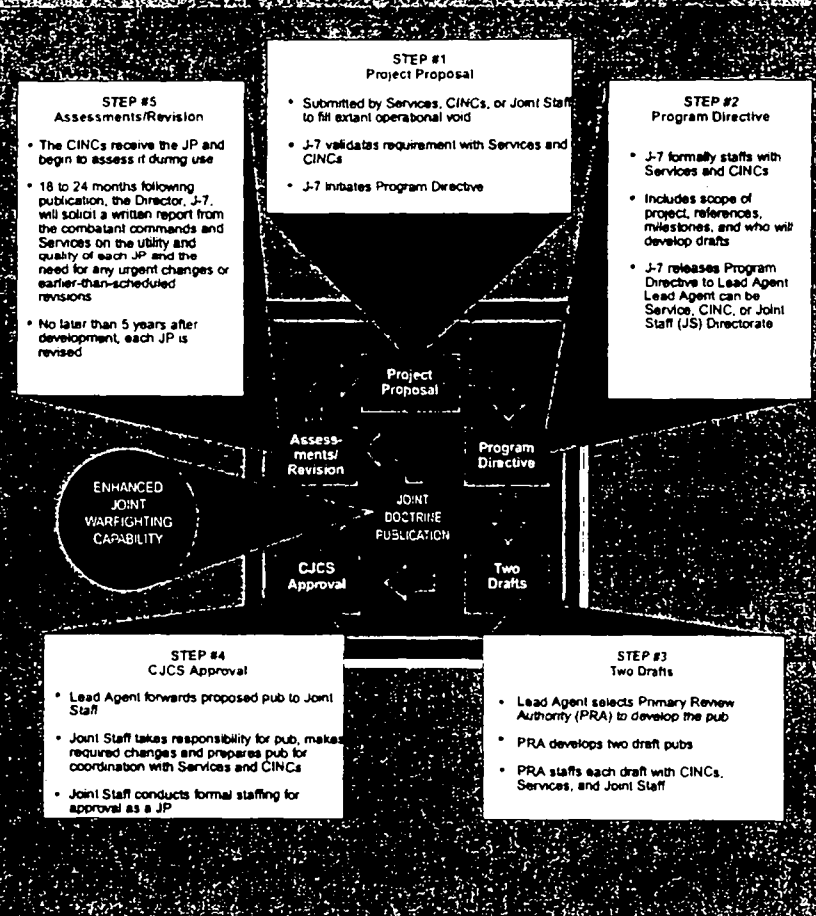 STEP #1
Project Proposal
• Submitted by Services, CINCs, or Joint Staff
to fill extant operational void
• J-7 validates requirement with Services and
CINCs
• J-7 initiates Program Directive
STEP #5
Assessments/Revision
• The CINCs receive the JP and
begin to assess it during use
• 18 to 24 months following
publication, the Director, J-7,
will solicit a written report from
the combatant commands and
Services on the utility and
quality of each JP and the
need for any urgent changes or
earlier-than-scheduled
revisions
• No later than 5 years after
development, each JP is
revised
STEP #2
Program Directive
• J-7 formally staffs with
Services and CINCs
• Includes scope of
project, references,
milestones, and who will
develop drafts
• J-7 releases Program
Directive to Lead Agent
Lead Agent can be
Service, CINC, or Joint
Staff (JS) Directorate
Project
Proposal
Assess-
ments/
Revision
Program
Directive
ENHANCED
JOINT
WARFIGHTING
CAPABILITY
JOINT
DOCTRINE
PUBLICATION
CJCS
Approval
Two
Drafts
STEP #4
CJCS Approval
• Lead Agent forwards proposed pub to Joint
Staff
• Joint Staff takes responsibility for pub, makes
required changes and prepares pub for
coordination with Services and CINCs
• Joint Staff conducts formal staffing for
approval as a JP
STEP #3
Two Drafts
• Lead Agent selects Primary Review
Authority (PRA) to develop the pub
• PRA develops two draft pubs
• PRA staffs each draft with CINCs,
Services, and Joint Staff